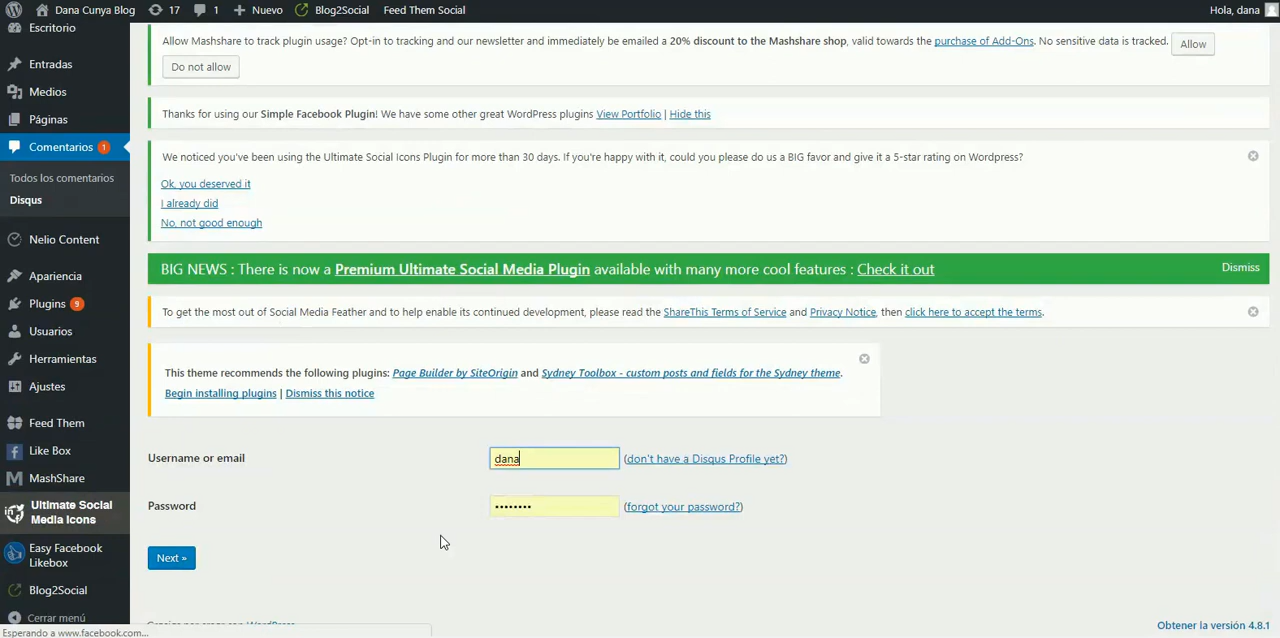 Dana Cunya Blog 17 1 Nuevo Blog2Social Feed Them Social Hola, dana
Escritorio
Entradas
Medios
Páginas
Comentarios 1
Todos los comentarios
Disqus
Nelio Content
Apariencia
Plugins 9
Usuarios
Herramientas
Ajustes
Feed Them
Like Box
MashShare
Ultimate Social
Media Icons
Easy Facebook
Likebox
Blog2Social
Cerrar menú
Allow Mashshare to track plugin usage? Opt-in to tracking and our newsletter and immediately be emailed a 20% discount to the Mashshare shop, valid towards the purchase of Add-Ons. No sensitive data is tracked. Allow
Do not allow
Thanks for using our Simple Facebook Plugin! We have some other great WordPress plugins View Portfolio | Hide this
We noticed you've been using the Ultimate Social Icons Plugin for more than 30 days. If you're happy with it, could you please do us a BIG favor and give it a 5-star rating on Wordpress?
Ok, you deserved it
I already did
No, not good enough
BIG NEWS : There is now a Premium Ultimate Social Media Plugin available with many more cool features : Check it out Dismiss
To get the most out of Social Media Feather and to help enable its continued development, please read the ShareThis Terms of Service and Privacy Notice, then click here to accept the terms.
This theme recommends the following plugins: Page Builder by SiteOrigin and Sydney Toolbox - custom posts and fields for the Sydney theme.
Begin installing plugins | Dismiss this notice
Username or email dana (don't have a Disqus Profile yet?)
Password •••••••• (forgot your password?)
Next »
Obtener la versión 4.8.1
Esperando a www.facebook.com...